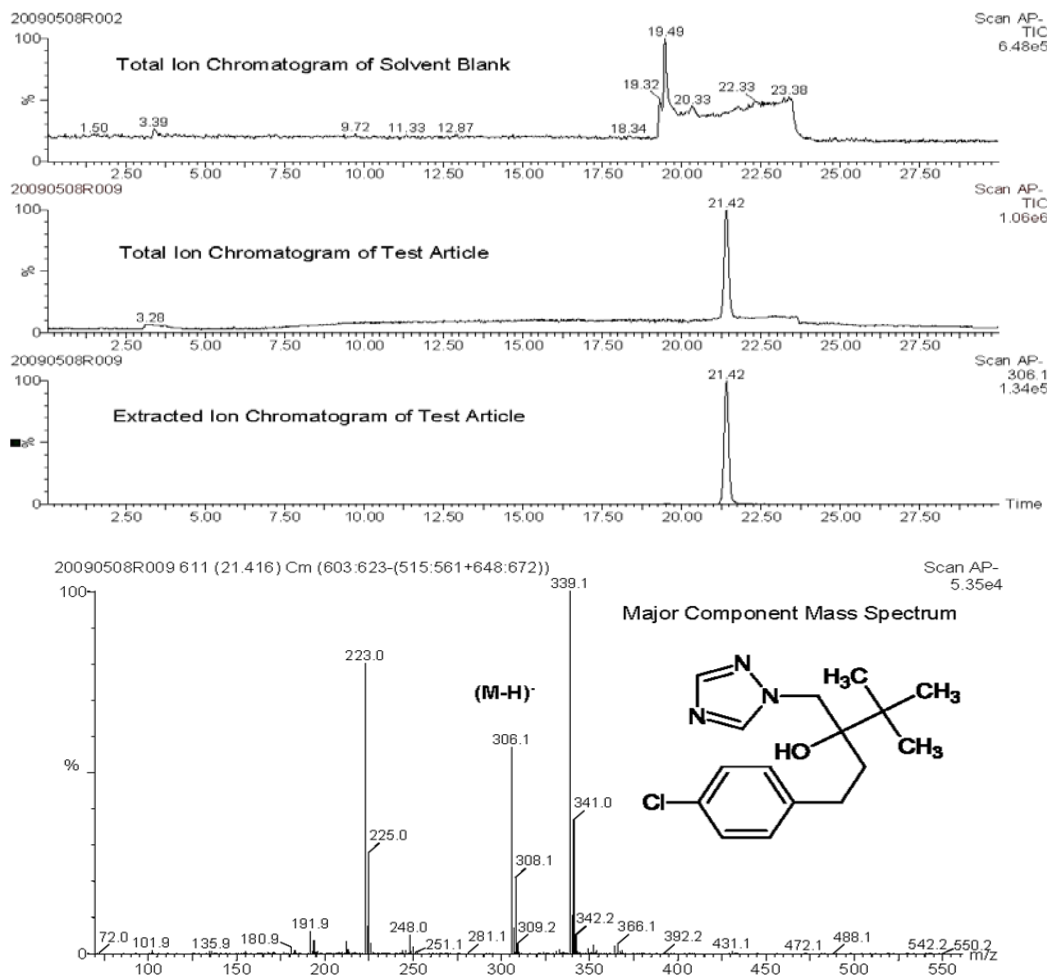 20090508R002
Scan AP-
TIC
6.48e5
100
%
0
Total Ion Chromatogram of Solvent Blank
1.50 3.39 9.72 11.33 12.87 18.34 19.32 19.49 20.33 22.33 23.38
2.50 5.00 7.50 10.00 12.50 15.00 17.50 20.00 22.50 25.00 27.50
20090508R009
Scan AP-
TIC
1.06e6
100
%
0
Total Ion Chromatogram of Test Article
3.28 21.42
2.50 5.00 7.50 10.00 12.50 15.00 17.50 20.00 22.50 25.00 27.50
20090508R009
Scan AP-
306.1
1.34e5
100
%
0
Extracted Ion Chromatogram of Test Article
21.42
Time
2.50 5.00 7.50 10.00 12.50 15.00 17.50 20.00 22.50 25.00 27.50
20090508R009 611 (21.416) Cm (603:623-(515:561+648:672))
Scan AP-
5.35e4
100
%
0
339.1
Major Component Mass Spectrum
223.0
(M-H)-
306.1
341.0
225.0
308.1
72.0 101.9 135.9 180.9 191.9 248.0 251.1 281.1 309.2 342.2 366.1 392.2 431.1 472.1 488.1 542.2 550.2
m/z
100 150 200 250 300 350 400 450 500 550
N
N
N
H3C
CH3
CH3
HO
Cl